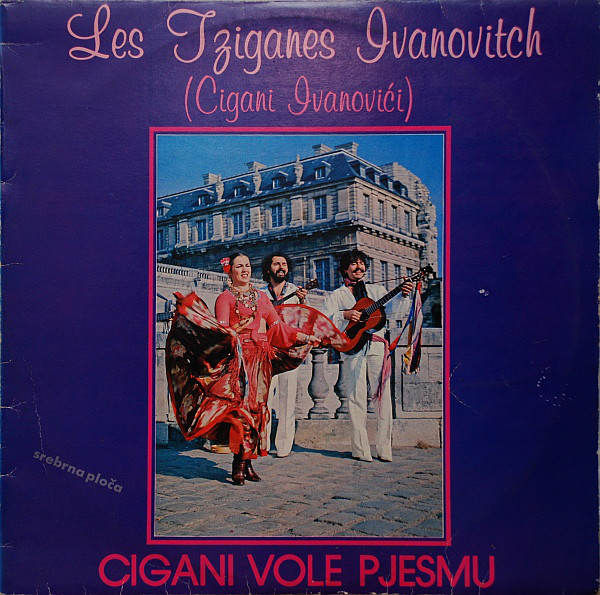 Les Tziganes Ivanovitch
(Cigani Ivanovići)
srebrna ploča
CIGANI VOLE PJESMU